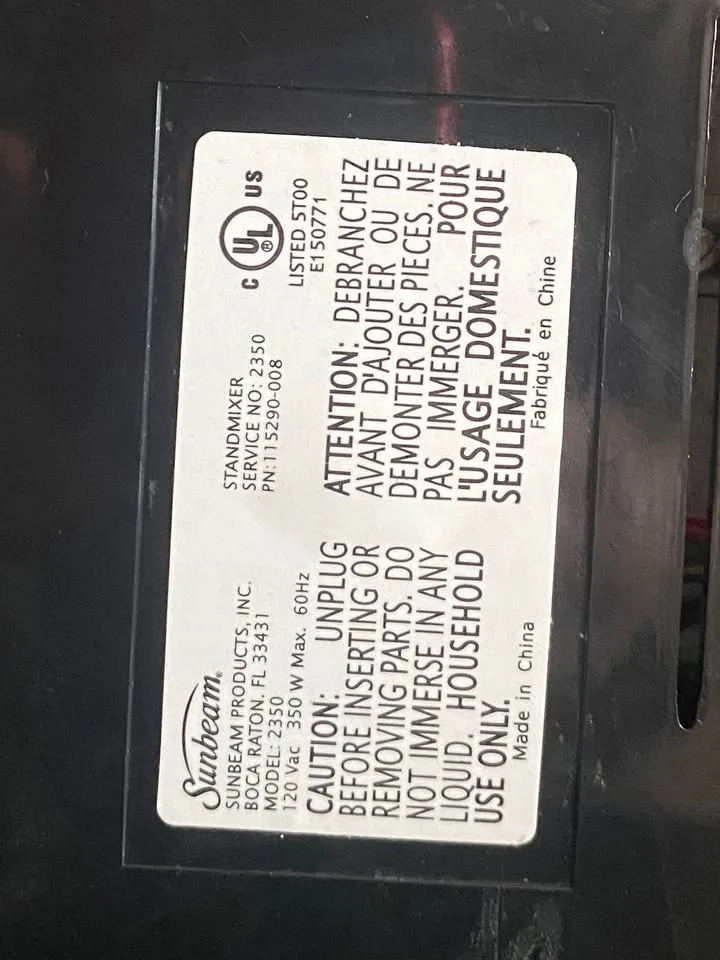 Sunbeam®
SUNBEAM PRODUCTS, INC.
BOCA RATON. FL 33431
MODEL: 2350
120 Vac 350 W Max. 60Hz
CAUTION: UNPLUG
BEFORE INSERTING OR
REMOVING PARTS. DO
NOT IMMERSE IN ANY
LIQUID. HOUSEHOLD
USE ONLY.
Made in China
STANDMIXER
SERVICE NO: 2350
PN:115290-008
C UL® US
LISTED 5T00
E150771
ATTENTION: DEBRANCHEZ
AVANT D'AJOUTER OU DE
DEMONTER DES PIECES. NE
PAS IMMERGER. POUR
L'USAGE DOMESTIQUE
SEULEMENT.
Fabriqué en Chine